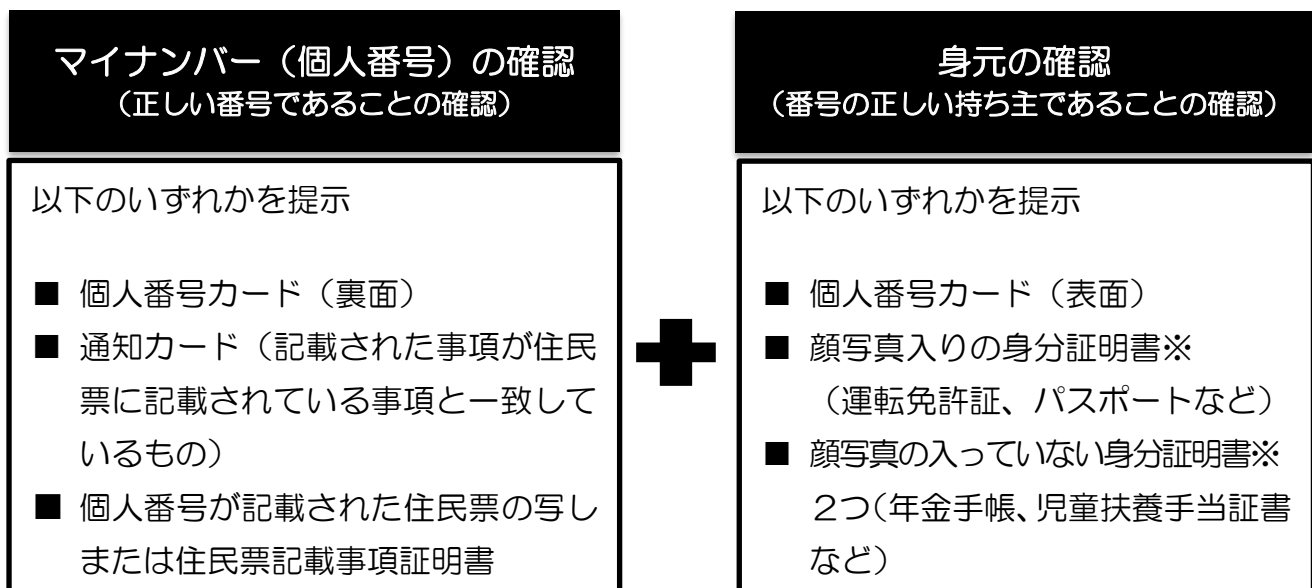 マイナンバー（個人番号）の確認
（正しい番号であることの確認）
以下のいずれかを提示
■ 個人番号カード（裏面）
■ 通知カード（記載された事項が住民
票に記載されている事項と一致して
いるもの）
■ 個人番号が記載された住民票の写し
または住民票記載事項証明書
身元の確認
（番号の正しい持ち主であることの確認）
以下のいずれかを提示
■ 個人番号カード（表面）
■ 顔写真入りの身分証明書※
（運転免許証、パスポートなど）
■ 顔写真の入っていない身分証明書※
２つ（年金手帳、児童扶養手当証書
など）